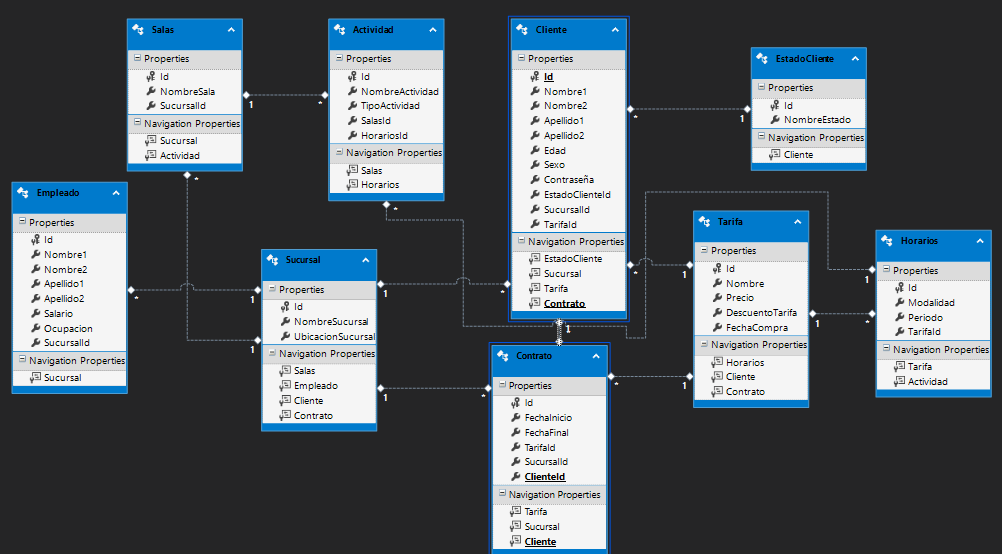 Salas
Properties
Id
NombreSala
SucursalId
Navigation Properties
Sucursal
Actividad
1
*
*
Actividad
Properties
Id
NombreActividad
TipoActividad
SalasId
HorariosId
Navigation Properties
Salas
Horarios
*
Cliente
Properties
Id
Nombre1
Nombre2
Apellido1
Apellido2
Edad
Sexo
Contraseña
EstadoClienteId
SucursalId
TarifaId
Navigation Properties
EstadoCliente
Sucursal
Tarifa
Contrato
*
1
*
1
*
1
EstadoCliente
Properties
Id
NombreEstado
Navigation Properties
Cliente
Empleado
Properties
Id
Nombre1
Nombre2
Apellido1
Apellido2
Salario
Ocupacion
SucursalId
Navigation Properties
Sucursal
*
1
1
Sucursal
Properties
Id
NombreSucursal
UbicacionSucursal
Navigation Properties
Salas
Empleado
Cliente
Contrato
1
1
*
Tarifa
Properties
Id
Nombre
Precio
DescuentoTarifa
FechaCompra
Navigation Properties
Horarios
Cliente
Contrato
1
*
1
Horarios
Properties
Id
Modalidad
Periodo
TarifaId
Navigation Properties
Tarifa
Actividad
1
Contrato
Properties
Id
FechaInicio
FechaFinal
TarifaId
SucursalId
ClienteId
Navigation Properties
Tarifa
Sucursal
Cliente
*
1